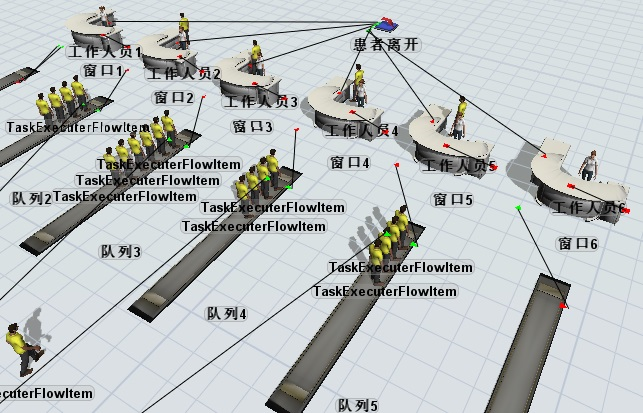 患者离开
工作人员1
窗口1
工作人员2
窗口2
工作人员3
窗口3
工作人员4
窗口4
工作人员5
窗口5
工作人员6
窗口6
TaskExecuterFlowItem
TaskExecuterFlowItem
TaskExecuterFlowItem
TaskExecuterFlowItem
队列2
队列3
TaskExecuterFlowItem
TaskExecuterFlowItem
队列4
TaskExecuterFlowItem
TaskExecuterFlowItem
队列5
ecuterFlowItem